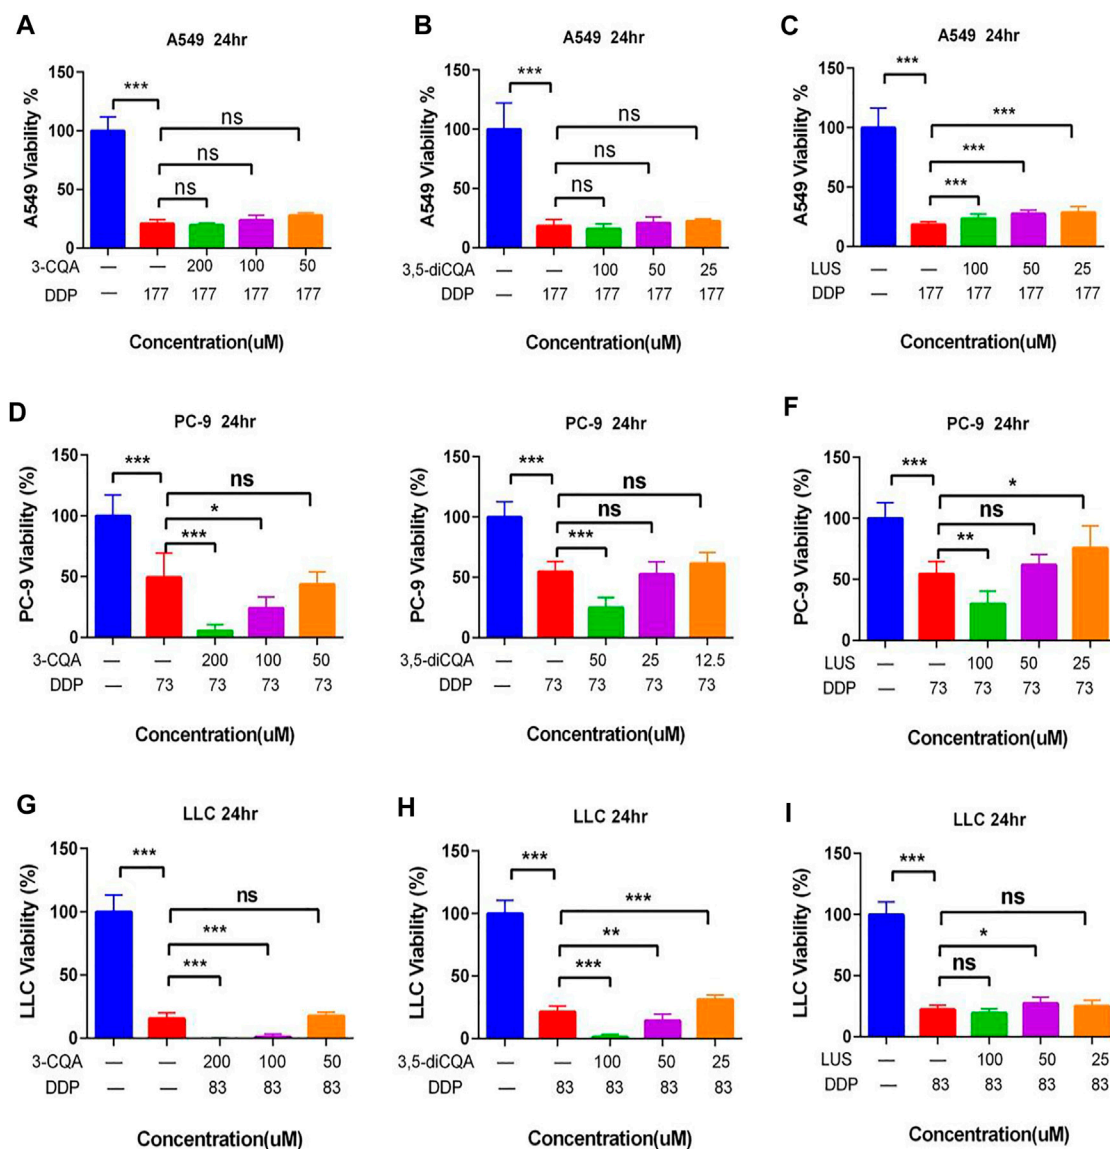 A
A549 24hr
A549 Viability %
150
100
50
0
***
ns
ns
ns
3-CQA — — 200 100 50
DDP — 177 177 177 177
Concentration(uM)
B
A549 24hr
A549 Viability %
150
100
50
0
***
ns
ns
ns
3,5-diCQA — — 100 50 25
DDP — 177 177 177 177
Concentration(uM)
C
A549 24hr
A549 Viability %
150
100
50
0
***
***
***
***
LUS — — 100 50 25
DDP — 177 177 177 177
Concentration(uM)
D
PC-9 24hr
PC-9 Viability (%)
150
100
50
0
***
ns
*
***
3-CQA — — 200 100 50
DDP — 73 73 73 73
Concentration(uM)
PC-9 24hr
PC-9 Viability (%)
150
100
50
0
***
ns
ns
***
3,5-diCQA — — 50 25 12.5
DDP — 73 73 73 73
Concentration(uM)
F
PC-9 24hr
PC-9 Viability (%)
150
100
50
0
***
*
ns
**
LUS — — 100 50 25
DDP — 73 73 73 73
Concentration(uM)
G
LLC 24hr
LLC Viability (%)
150
100
50
0
***
ns
***
***
3-CQA — — 200 100 50
DDP — — 83 83 83
Concentration(uM)
H
LLC 24hr
LLC Viability (%)
150
100
50
0
***
***
**
***
3,5-diCQA — — 100 50 25
DDP — 83 83 83 83
Concentration(uM)
I
LLC 24hr
LLC Viability (%)
150
100
50
0
***
ns
*
ns
LUS — — 100 50 25
DDP — 83 83 83 83
Concentration(uM)